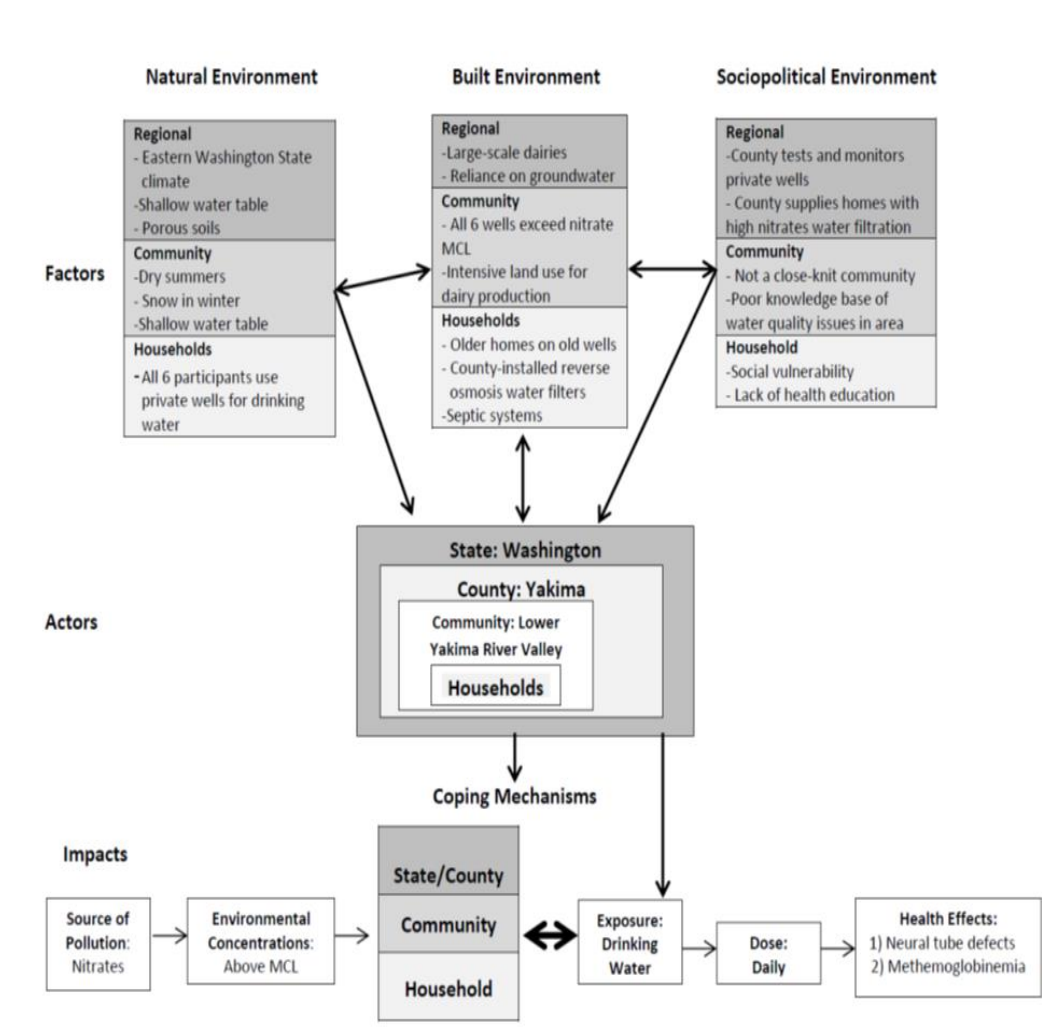 Natural Environment
Built Environment
Sociopolitical Environment
Factors
Regional
- Eastern Washington State
climate
-Shallow water table
- Porous soils
Community
-Dry summers
- Snow in winter
-Shallow water table
Households
-All 6 participants use
private wells for drinking
water
Regional
-Large-scale dairies
- Reliance on groundwater
Community
- All 6 wells exceed nitrate
MCL
-Intensive land use for
dairy production
Households
- Older homes on old wells
- County-installed reverse
osmosis water filters
-Septic systems
Regional
-County tests and monitors
private wells
- County supplies homes with
high nitrates water filtration
Community
- Not a close-knit community
-Poor knowledge base of
water quality issues in area
Household
-Social vulnerability
- Lack of health education
Actors
State: Washington
County: Yakima
Community: Lower
Yakima River Valley
Households
Coping Mechanisms
Impacts
Source of
Pollution:
Nitrates
Environmental
Concentrations:
Above MCL
State/County
Community
Household
Exposure:
Drinking
Water
Dose:
Daily
Health Effects:
1) Neural tube defects
2) Methemoglobinemia